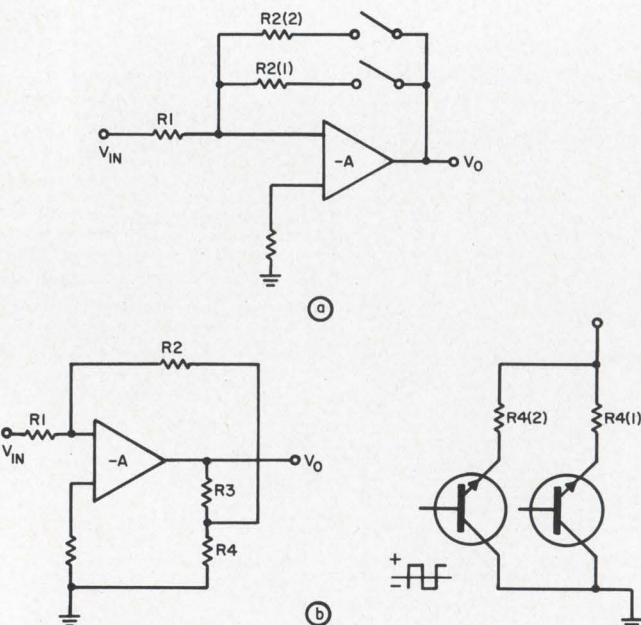 R2(2)
R2(1)
R1
V_IN
-A
V_O
a
R2
R1
V_IN
-A
V_O
R3
R4
R4(2)
R4(1)
+
-
b